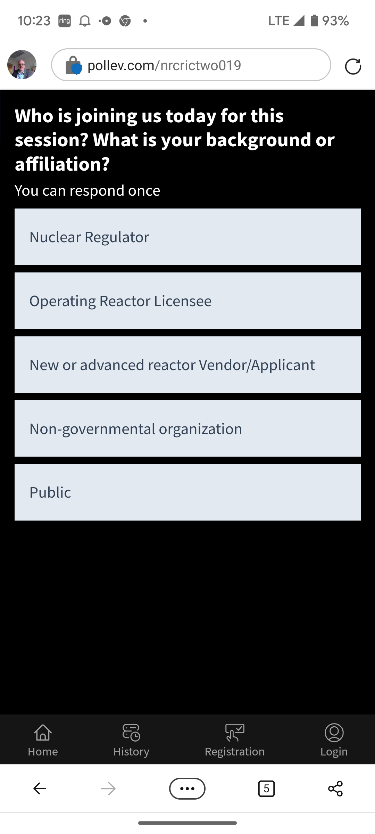 10:23
ring
LTE 93%
pollev.com/nrcrictwo019
Who is joining us today for this
session? What is your background or
affiliation?
You can respond once
Nuclear Regulator
Operating Reactor Licensee
New or advanced reactor Vendor/Applicant
Non-governmental organization
Public
Home History Registration Login
5